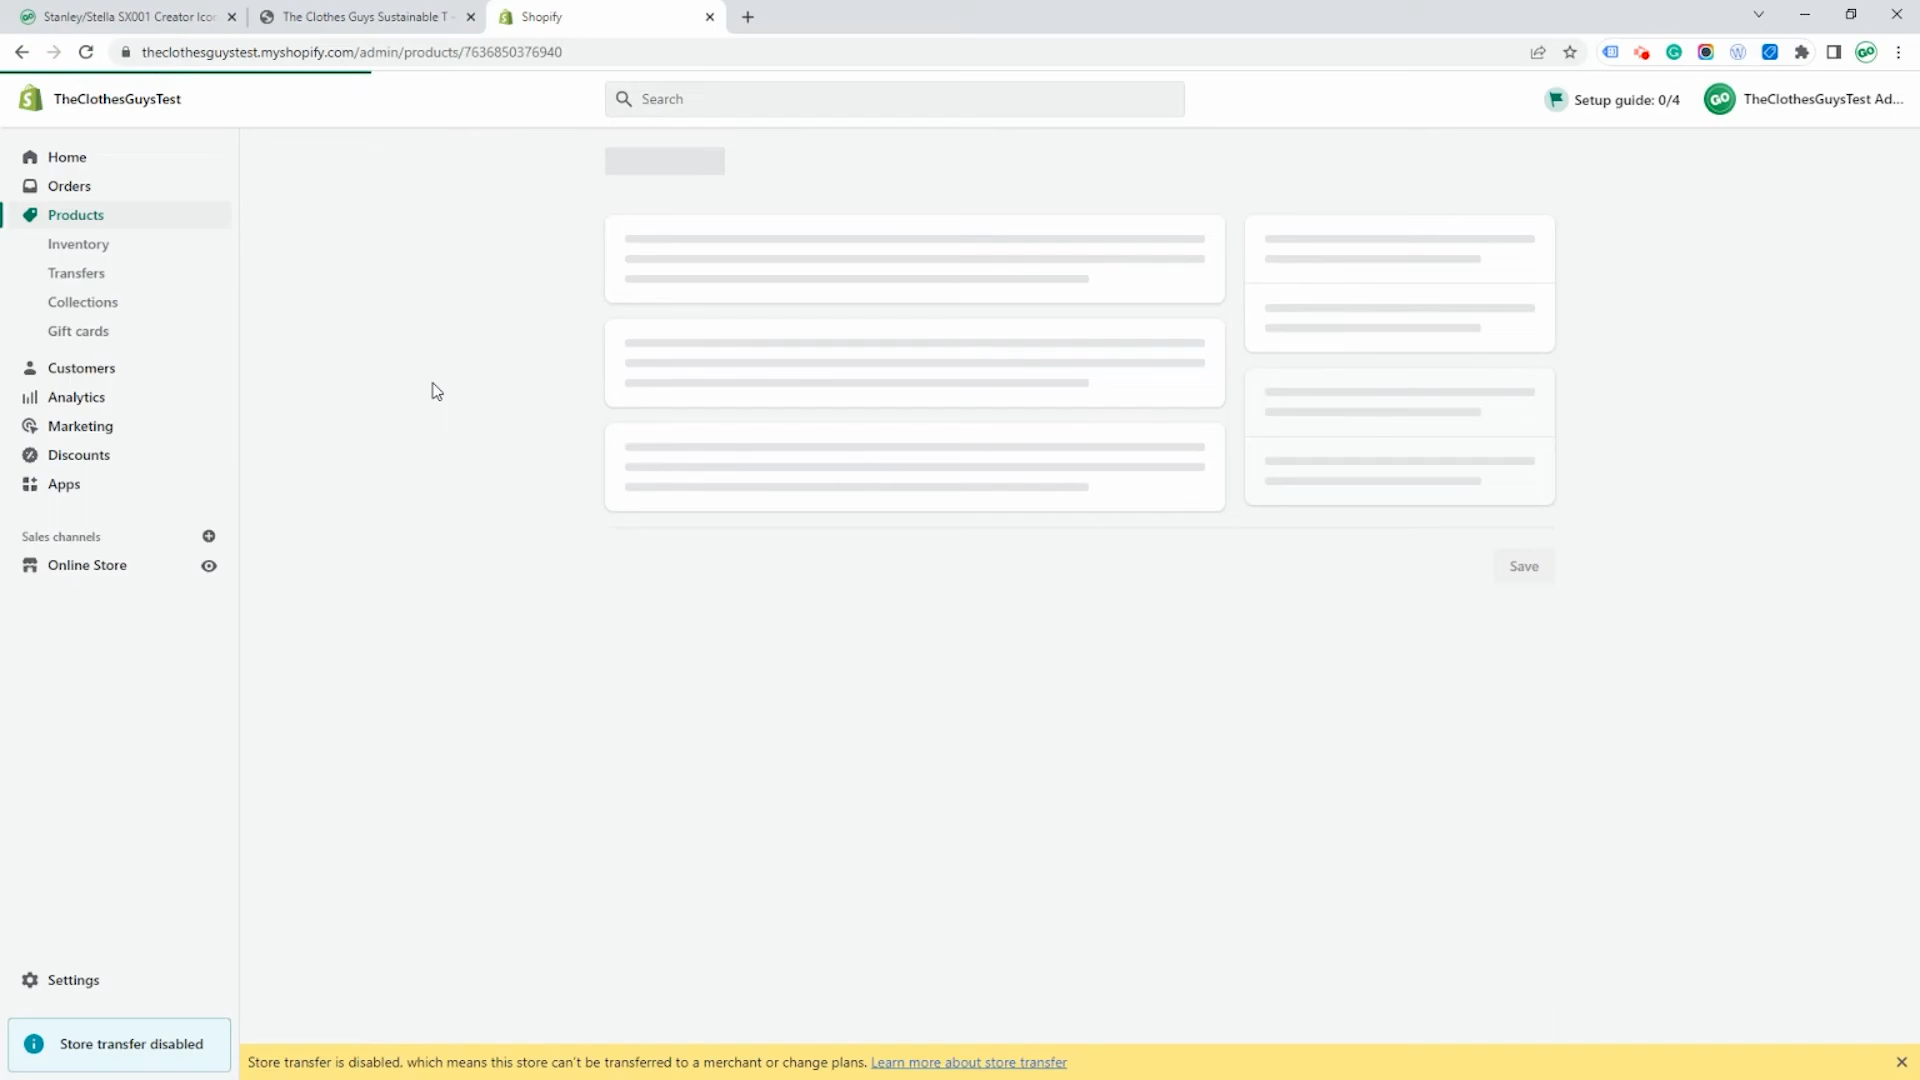 Stanley/Stella SX001 Creator Ico
The Clothes Guys Sustainable T -
Shopify
theclothesguystest.myshopify.com/admin/products/7636850376940
GO
TheClothesGuysTest
Search
Setup guide: 0/4
GO
TheClothesGuysTest Ad...
Home
Orders
Products
Inventory
Transfers
Collections
Gift cards
Customers
Analytics
Marketing
Discounts
Apps
Sales channels
Online Store
Save
Settings
Store transfer disabled
Store transfer is disabled, which means this store can't be transferred to a merchant or change plans. Learn more about store transfer